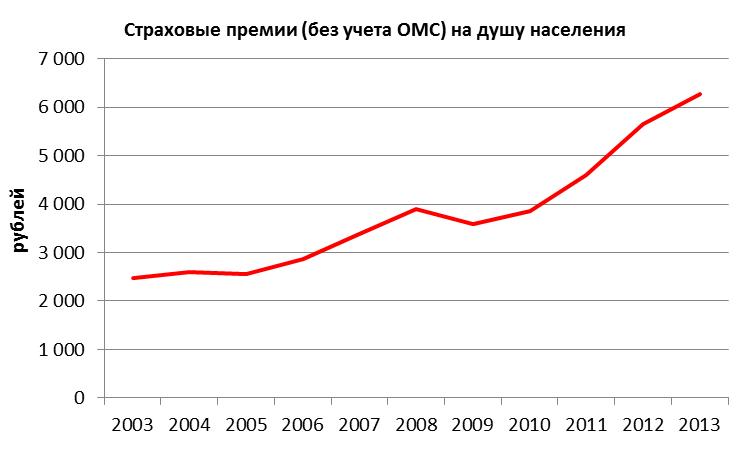 Страховые премии (без учета ОМС) на душу населения
7 000
6 000
5 000
4 000
3 000
2 000
1 000
0
рублей
2003 2004 2005 2006 2007 2008 2009 2010 2011 2012 2013